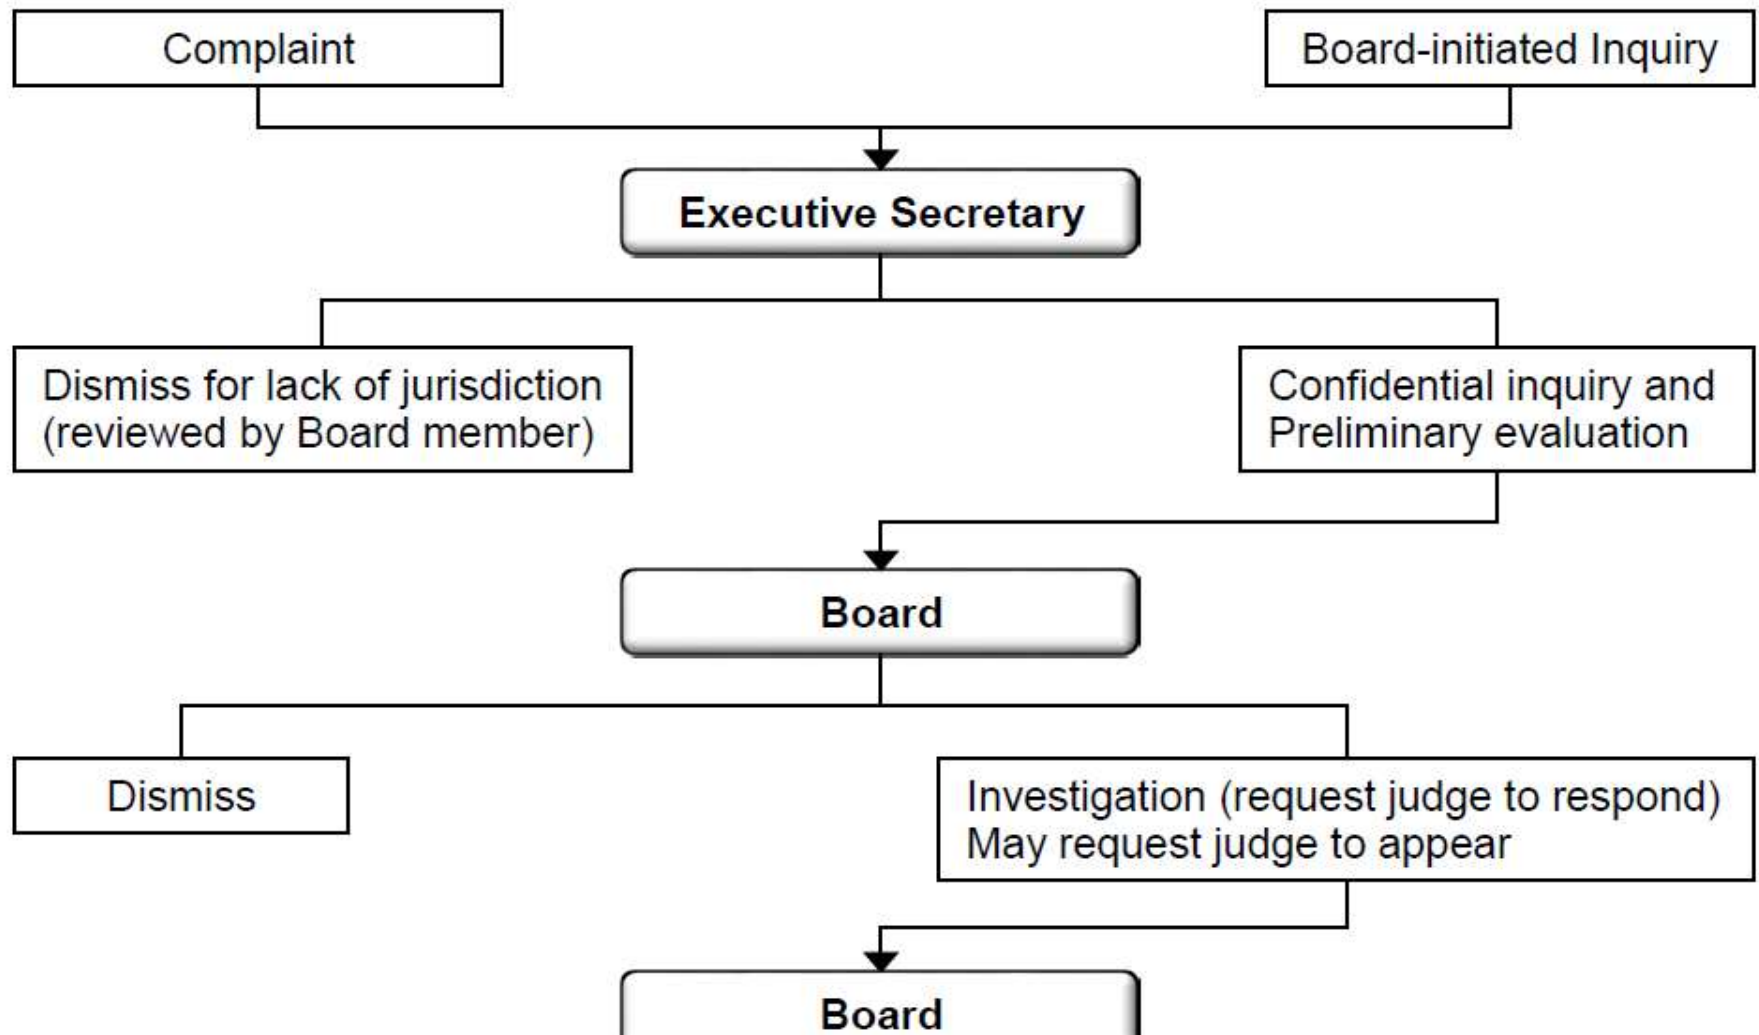 Complaint
Board-initiated Inquiry
Executive Secretary
Dismiss for lack of jurisdiction
(reviewed by Board member)
Confidential inquiry and
Preliminary evaluation
Board
Dismiss
Investigation (request judge to respond)
May request judge to appear
Board